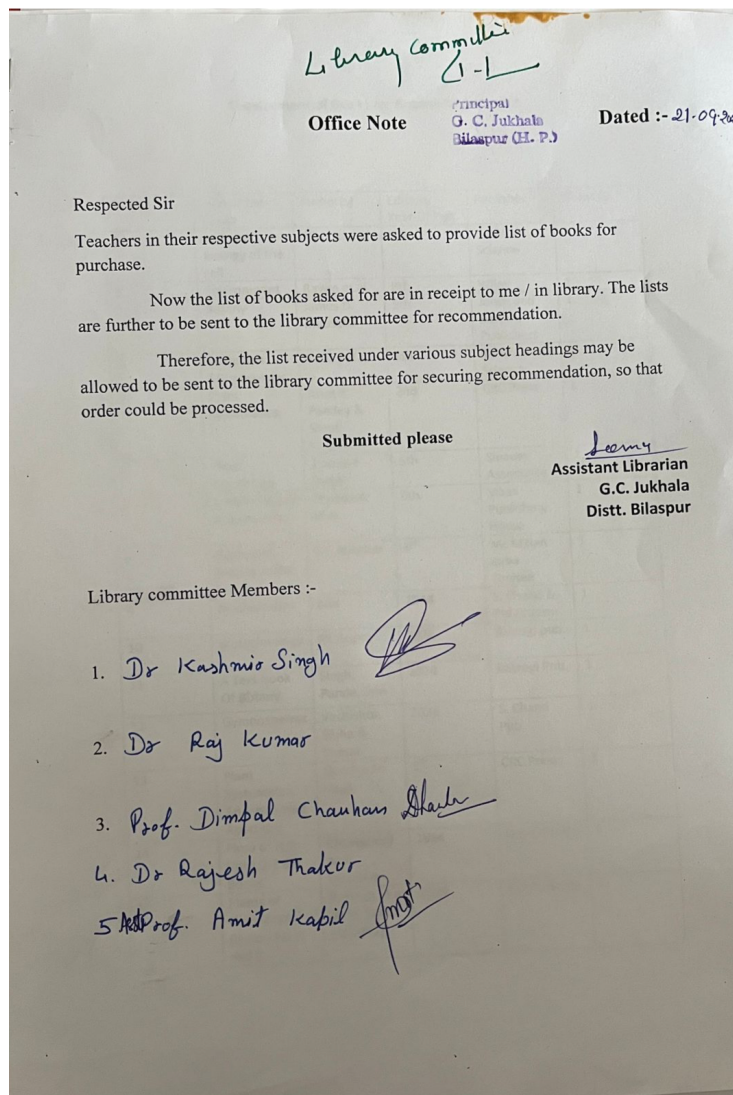 Library Committee
Principal
Office Note G. C. Jukhala Dated :- 21-09-20
Bilaspur (H. P.)
Respected Sir
Teachers in their respective subjects were asked to provide list of books for
purchase.
Now the list of books asked for are in receipt to me / in library. The lists
are further to be sent to the library committee for recommendation.
Therefore, the list received under various subject headings may be
allowed to be sent to the library committee for securing recommendation, so that
order could be processed.
Submitted please
Assistant Librarian
G.C. Jukhala
Distt. Bilaspur
Library committee Members :-
1. Dr Kashmir Singh
2. Dr Raj Kumar
3. Prof. Dimpal Chauhan
4. Dr Rajesh Thakur
5 Prof. Amit Kapil